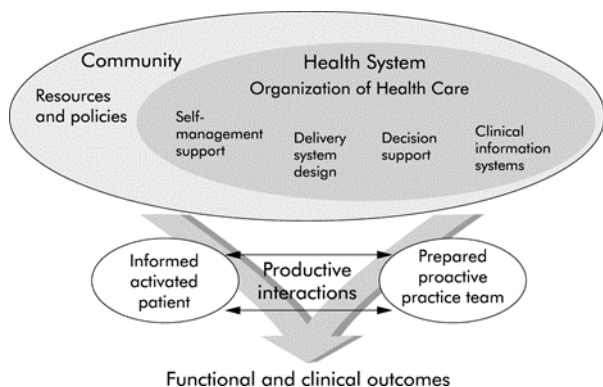 Community
Health System
Organization of Health Care
Resources
and policies
Self-
management
support
Delivery
system
design
Decision
support
Clinical
information
systems
Informed
activated
patient
Productive
interactions
Prepared
proactive
practice team
Functional and clinical outcomes